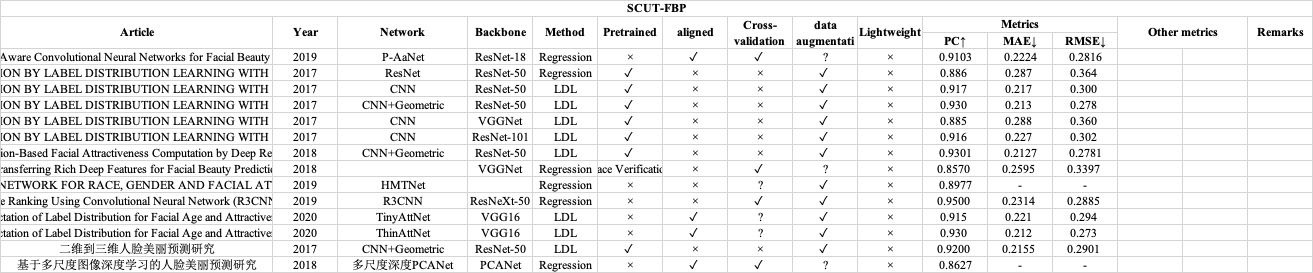 SCUT-FBP
Article Year Network Backbone Method Pretrained aligned Cross-validation data augmentati Lightweight Metrics Other metrics Remarks
PC↑ MAE↓ RMSE↓
Aware Convolutional Neural Networks for Facial Beauty 2019 P-AaNet ResNet-18 Regression × ✓ ✓ ? × 0.9103 0.2224 0.2816
ION BY LABEL DISTRIBUTION LEARNING WITH 2017 ResNet ResNet-50 Regression ✓ × × ✓ × 0.886 0.287 0.364
ION BY LABEL DISTRIBUTION LEARNING WITH 2017 CNN ResNet-50 LDL ✓ × × ✓ × 0.917 0.217 0.300
ION BY LABEL DISTRIBUTION LEARNING WITH 2017 CNN+Geometric ResNet-50 LDL ✓ × × ✓ × 0.930 0.213 0.278
ION BY LABEL DISTRIBUTION LEARNING WITH 2017 CNN VGGNet LDL ✓ × × ✓ × 0.885 0.288 0.360
ION BY LABEL DISTRIBUTION LEARNING WITH 2017 CNN ResNet-101 LDL ✓ × × ✓ × 0.916 0.227 0.302
ion-Based Facial Attractiveness Computation by Deep Re 2018 CNN+Geometric ResNet-50 LDL ✓ × × ✓ × 0.9301 0.2127 0.2781
ransferring Rich Deep Features for Facial Beauty Predictic 2018 VGGNet Regression ace Verificatio × ✓ ? × 0.8570 0.2595 0.3397
NETWORK FOR RACE, GENDER AND FACIAL AT 2019 HMTNet Regression × × ? ✓ × 0.8977 - -
e Ranking Using Convolutional Neural Network (R3CN 2019 R3CNN ResNeXt-50 Regression × × ✓ ✓ × 0.9500 0.2314 0.2885
ctation of Label Distribution for Facial Age and Attractive 2020 TinyAttNet VGG16 LDL × ✓ ? ✓ × 0.915 0.221 0.294
ctation of Label Distribution for Facial Age and Attractive 2020 ThinAttNet VGG16 LDL × ✓ ? ✓ × 0.930 0.212 0.273
二维到三维人脸美丽预测研究 2017 CNN+Geometric ResNet-50 LDL ✓ × × ✓ × 0.9200 0.2155 0.2901
基于多尺度图像深度学习的人脸美丽预测研究 2018 多尺度深度PCANet PCANet Regression × ✓ ✓ ? × 0.8627 - -